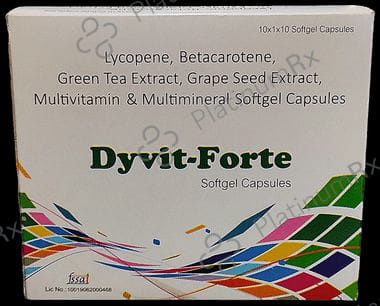 10x1x10 Softgel Capsules
Lycopene, Betacarotene,
Green Tea Extract, Grape Seed Extract,
Multivitamin & Multimineral Softgel Capsules
Dyvit-Forte
Softgel Capsules
fssai
Lic No.:10019062000468
PlatinumRx